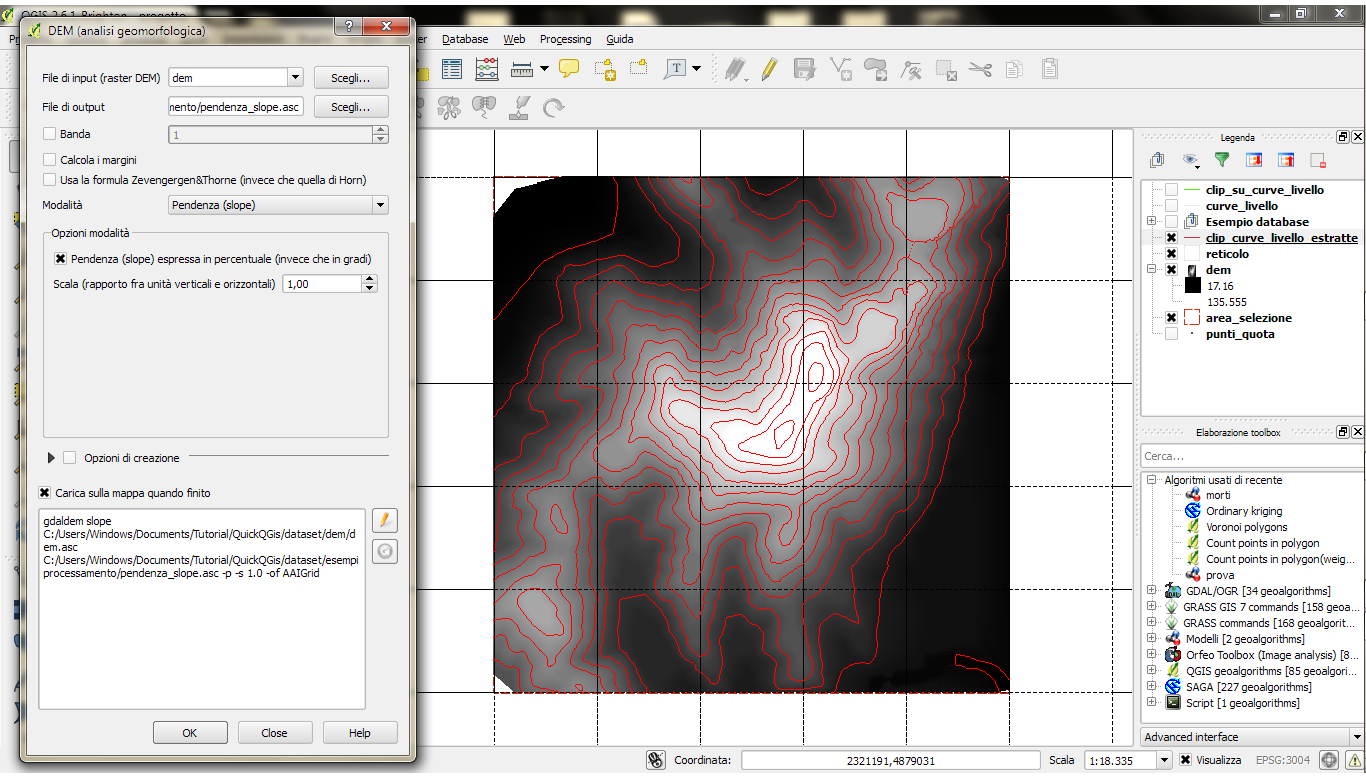 QGIS 2.6.1-Brighton - progetto
DEM (analisi geomorfologica)
Database Web Processing Guida
File di input (raster DEM) dem Scegli...
File di output nento/pendenza_slope.asc Scegli...
Banda 1
Calcola i margini
Usa la formula Zevengergen&Thorne (invece che quella di Horn)
Modalità Pendenza (slope)
Opzioni modalità
Pendenza (slope) espressa in percentuale (invece che in gradi)
Scala (rapporto fra unità verticali e orizzontali) 1,00
Opzioni di creazione
Carica sulla mappa quando finito
gdaldem slope
C:/Users/Windows/Documents/Tutorial/QuickQGis/dataset/dem/d
em.asc
C:/Users/Windows/Documents/Tutorial/QuickQGis/dataset/esempi
processamento/pendenza_slope.asc -p -s 1.0 -of AAIGrid
OK Close Help
Legenda
clip_su_curve_livello
curve_livello
Esempio database
clip_curve_livello_estratte
reticolo
dem
17.16
135.555
area_selezione
punti_quota
Elaborazione toolbox
Cerca...
Algoritmi usati di recente
morti
Ordinary kriging
Voronoi polygons
Count points in polygon
Count points in polygon(weig...
prova
GDAL/OGR [34 geoalgorithms]
GRASS GIS 7 commands [158 geoa...
GRASS commands [168 geoalgorit...
Modelli [2 geoalgorithms]
Orfeo Toolbox (Image analysis) [8...
QGIS geoalgorithms [85 geoalgori...
SAGA [227 geoalgorithms]
Script [1 geoalgorithms]
Advanced interface
Coordinata: 2321191,4879031 Scala 1:18.335 Visualizza EPSG:3004